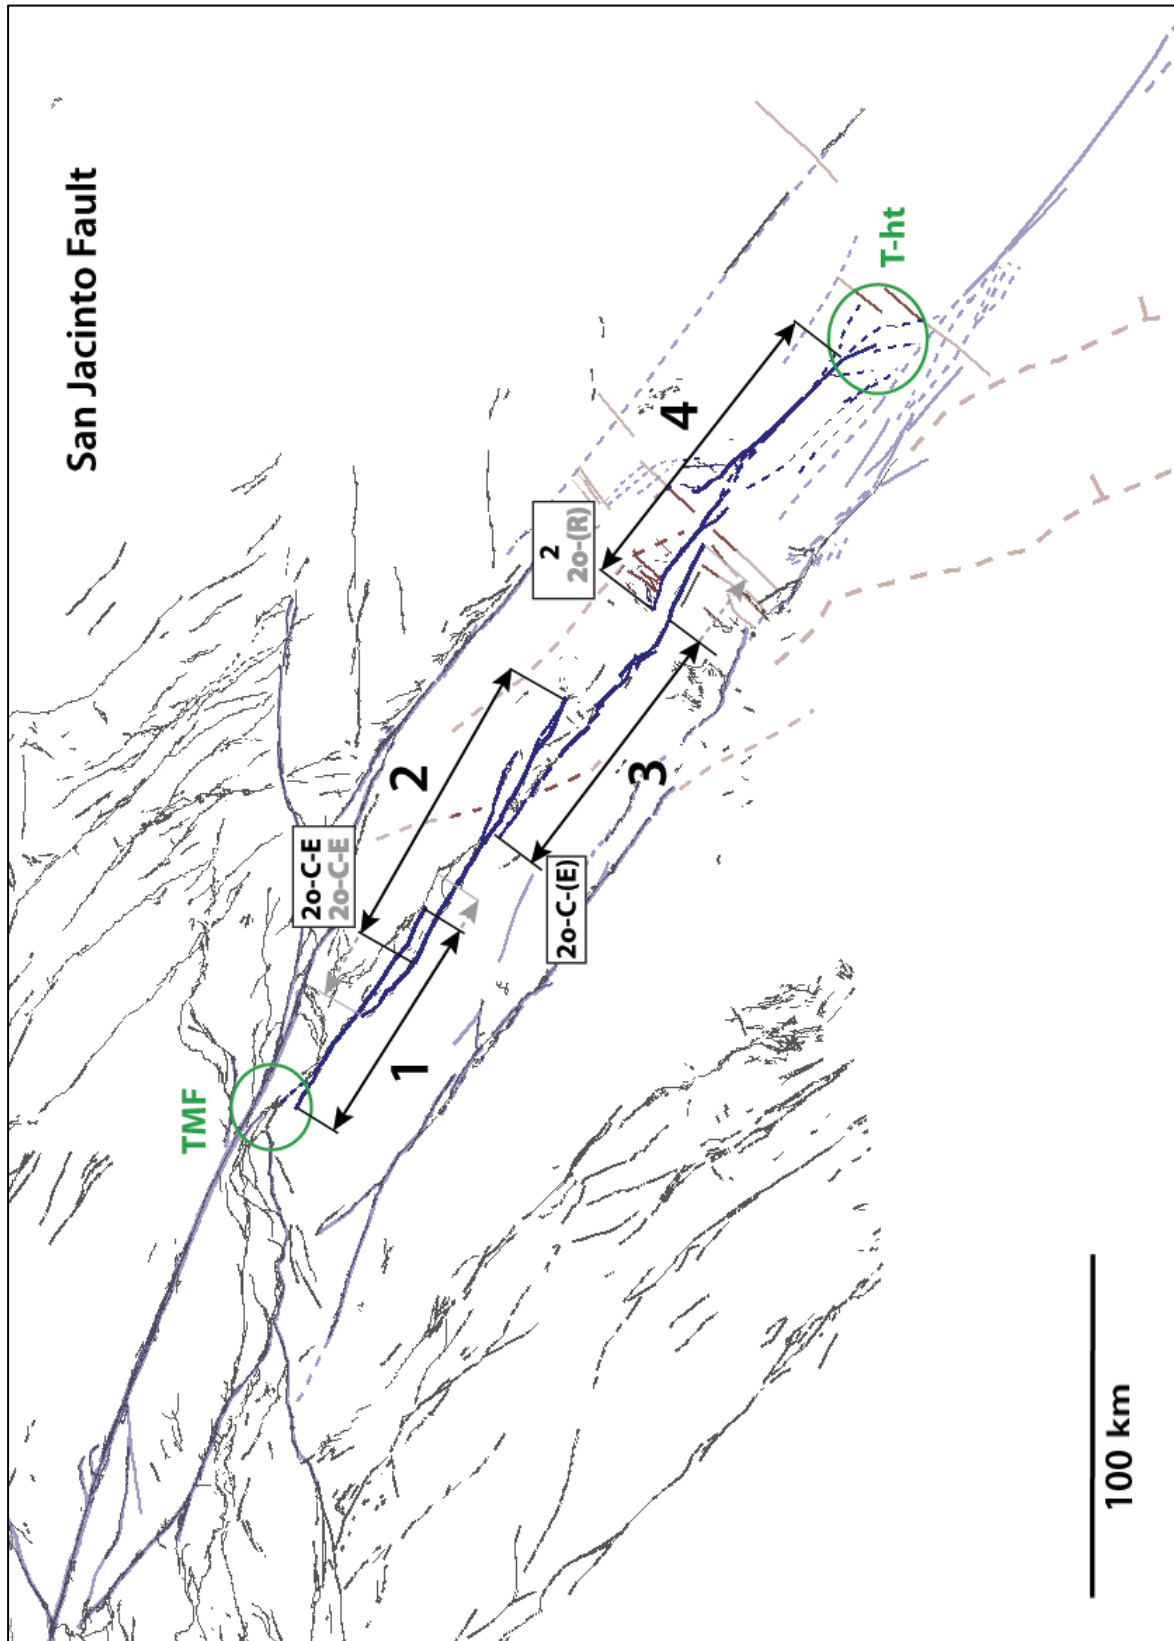 San Jacinto Fault
TMF
T-ht
1
2
3
4
2o-C-E
2o-C-E
2o-C-(E)
2
2o-(R)
100 km